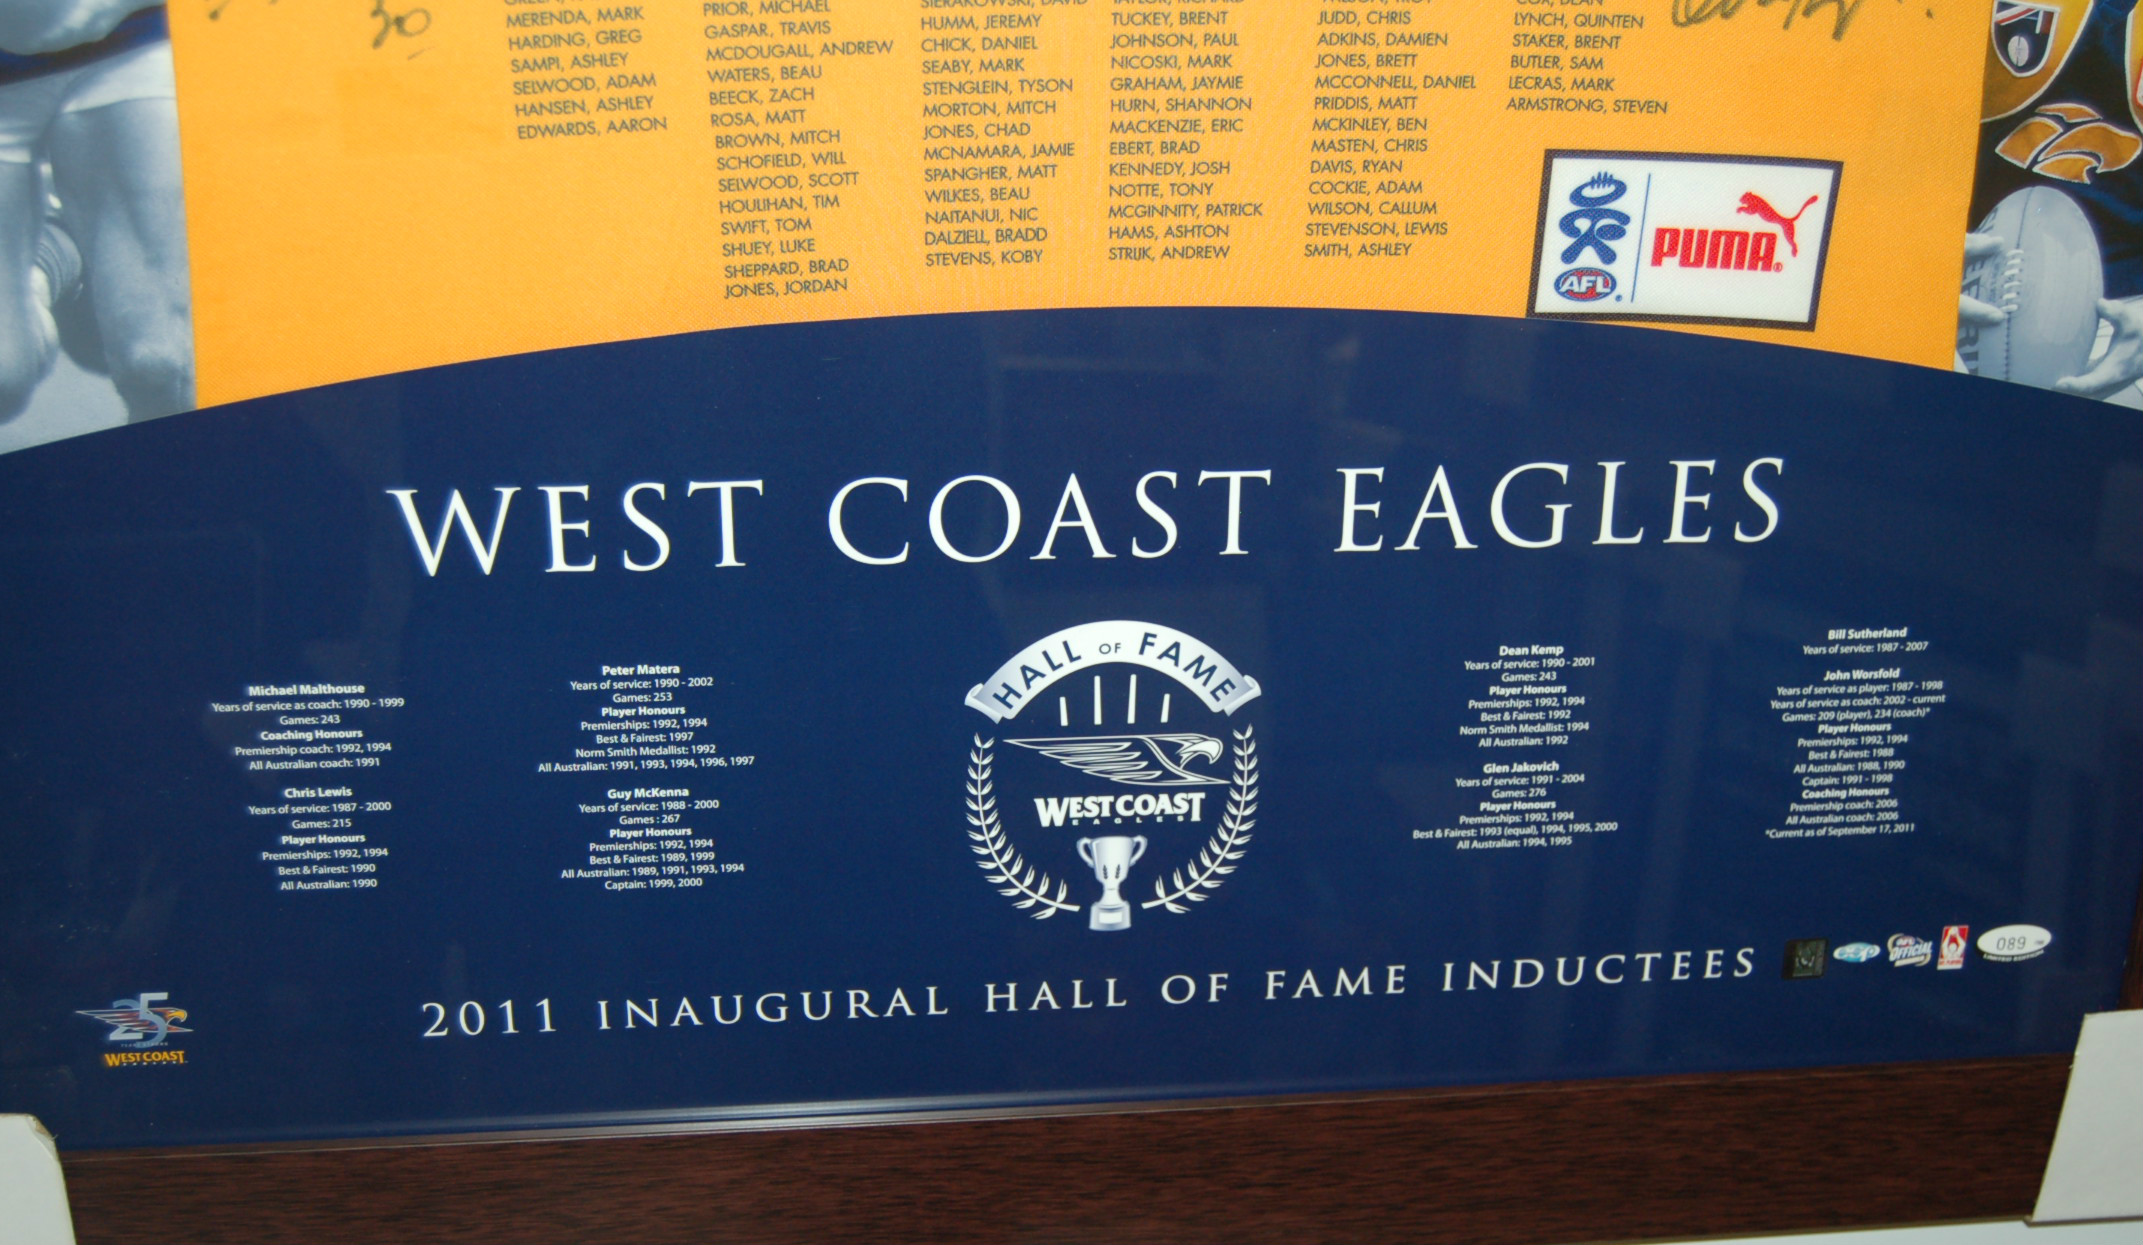 30
MERENDA, MARK
HARDING, GREG
SAMPI, ASHLEY
SELWOOD, ADAM
HANSEN, ASHLEY
EDWARDS, AARON
PRIOR, MICHAEL
GASPAR, TRAVIS
MCDOUGALL, ANDREW
WATERS, BEAU
BEECK, ZACH
ROSA, MATT
BROWN, MITCH
SCHOFIELD, WILL
SELWOOD, SCOTT
HOULIHAN, TIM
SWIFT, TOM
SHUEY, LUKE
SHEPPARD, BRAD
JONES, JORDAN
SIERAKOWSKI, DAVID
HUMM, JEREMY
CHICK, DANIEL
SEABY, MARK
STENGLEIN, TYSON
MORTON, MITCH
JONES, CHAD
MCNAMARA, JAMIE
SPANGHER, MATT
WILKES, BEAU
NAITANUI, NIC
DALZIELL, BRADD
STEVENS, KOBY
TAYLOR, RICHARD
TUCKEY, BRENT
JOHNSON, PAUL
NICOSKI, MARK
GRAHAM, JAYMIE
HURN, SHANNON
MACKENZIE, ERIC
EBERT, BRAD
KENNEDY, JOSH
NOTTE, TONY
MCGINNITY, PATRICK
HAMS, ASHTON
STRIJK, ANDREW
JUDD, CHRIS
ADKINS, DAMIEN
JONES, BRETT
MCCONNELL, DANIEL
PRIDDIS, MATT
MCKINLEY, BEN
MASTEN, CHRIS
DAVIS, RYAN
COCKIE, ADAM
WILSON, CALLUM
STEVENSON, LEWIS
SMITH, ASHLEY
COX, DEAN
LYNCH, QUINTEN
STAKER, BRENT
BUTLER, SAM
LECRAS, MARK
ARMSTRONG, STEVEN
AFL
PUMA
WEST COAST EAGLES
Michael Malthouse
Years of service as coach: 1990 - 1999
Games: 243
Coaching Honours
Premiership coach: 1992, 1994
All Australian coach: 1991
Chris Lewis
Years of service: 1987 - 2000
Games: 215
Player Honours
Premierships: 1992, 1994
Best & Fairest: 1990
All Australian: 1990
Peter Matera
Years of service: 1990 - 2002
Games: 253
Player Honours
Premierships: 1992, 1994
Best & Fairest: 1997
Norm Smith Medallist: 1992
All Australian: 1991, 1993, 1994, 1996, 1997
Guy McKenna
Years of service: 1988 - 2000
Games : 267
Player Honours
Premierships: 1992, 1994
Best & Fairest: 1989, 1999
All Australian: 1989, 1991, 1993, 1994
Captain: 1999, 2000
HALL OF FAME
WEST COAST
EAGLES
Dean Kemp
Years of service: 1990 - 2001
Games: 243
Player Honours
Premierships: 1992, 1994
Best & Fairest: 1992
Norm Smith Medallist: 1994
All Australian: 1992
Glen Jakovich
Years of service: 1991 - 2004
Games: 276
Player Honours
Premierships: 1992, 1994
Best & Fairest: 1993 (equal), 1994, 1995, 2000
All Australian: 1994, 1995
Bill Sutherland
Years of service: 1987 - 2007
John Worsfold
Years of service as player: 1987 - 1998
Years of service as coach: 2002 - current
Games: 209 (player), 234 (coach)*
Player Honours
Premierships: 1992, 1994
Best & Fairest: 1988
All Australian: 1988, 1990
Captain: 1991 - 1998
Coaching Honours
Premiership coach: 2006
All Australian coach: 2006
*Current as of September 17, 2011
2011 INAUGURAL HALL OF FAME INDUCTEES
AFL
OFFICIAL
089
LIMITED EDITION
25
WEST COAST